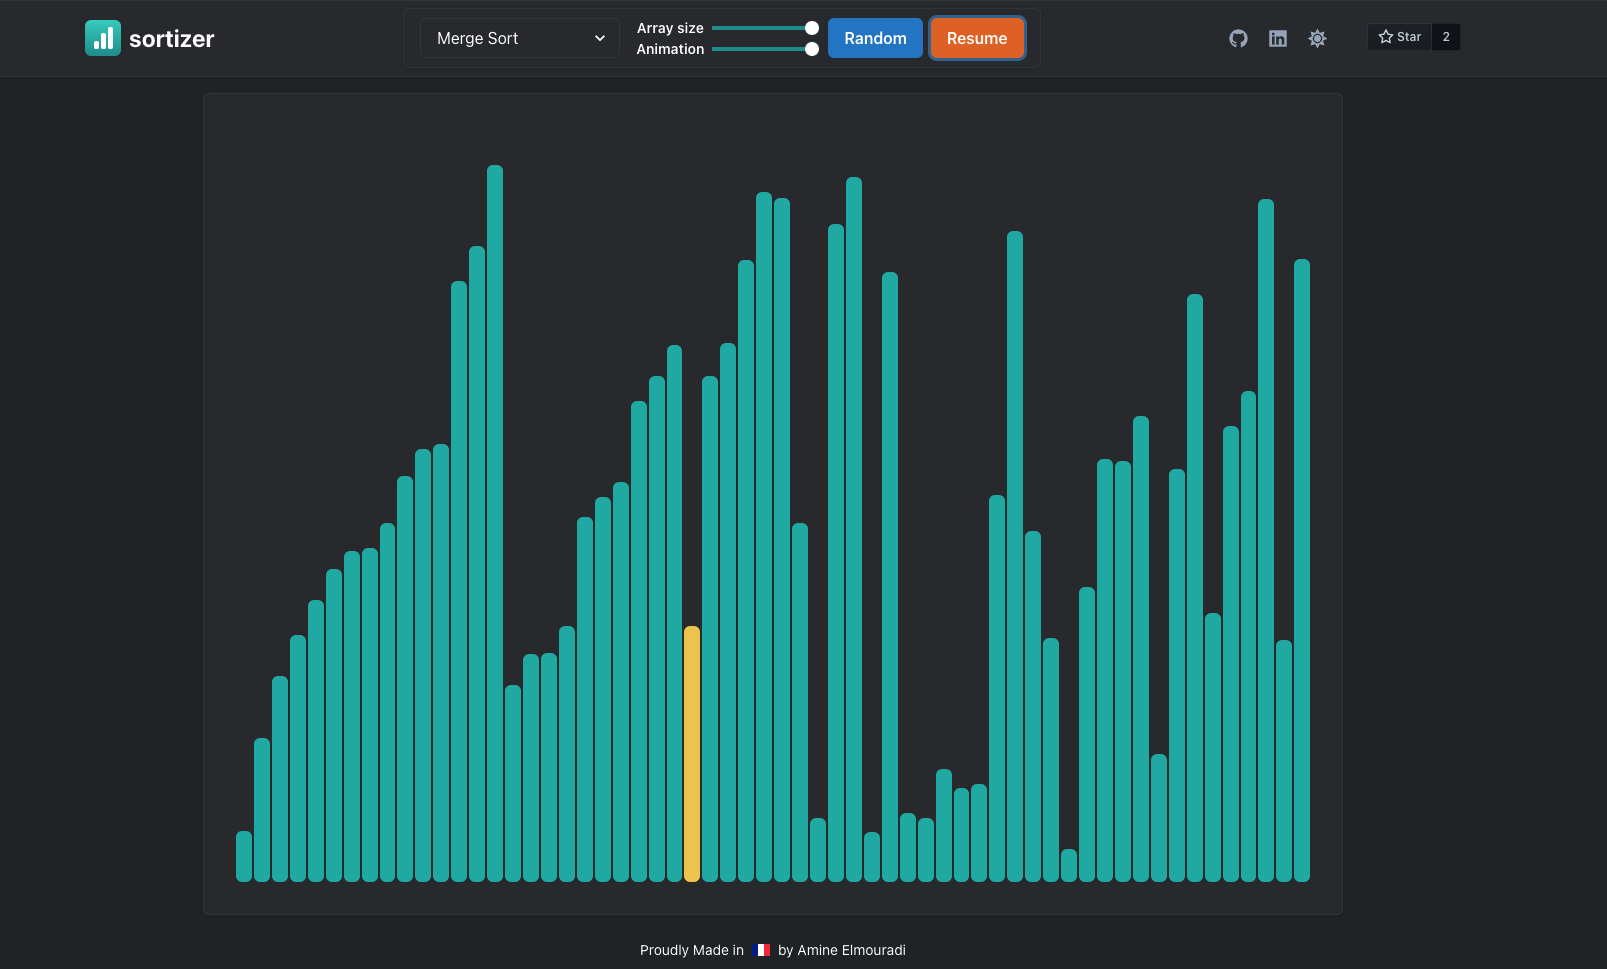 sortizer
Merge Sort
Array size
Animation
Random
Resume
Star
2
Proudly Made in 🇫🇷 by Amine Elmouradi